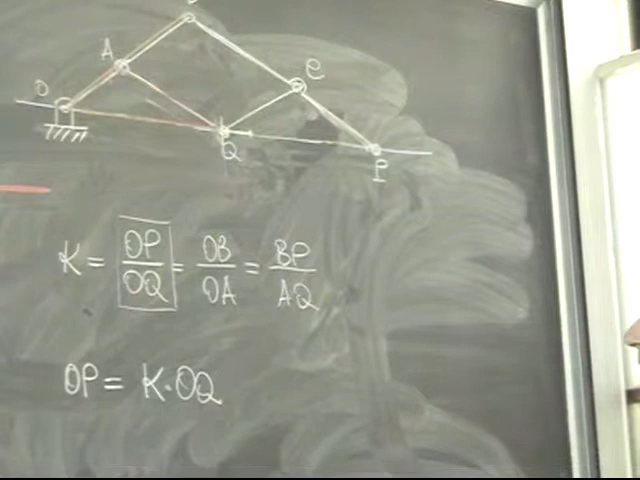 A
C
O
Q
P
K = OP/OQ = OB/OA = BP/AQ
OP = K·OQ